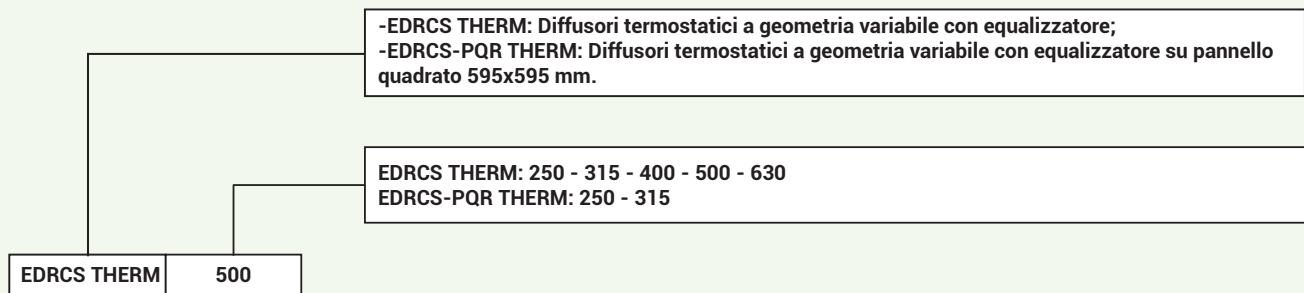 -EDRCS THERM: Diffusori termostatici a geometria variabile con equalizzatore;
-EDRCS-PQR THERM: Diffusori termostatici a geometria variabile con equalizzatore su pannello
quadrato 595x595 mm.
EDRCS THERM: 250 - 315 - 400 - 500 - 630
EDRCS-PQR THERM: 250 - 315
EDRCS THERM 500